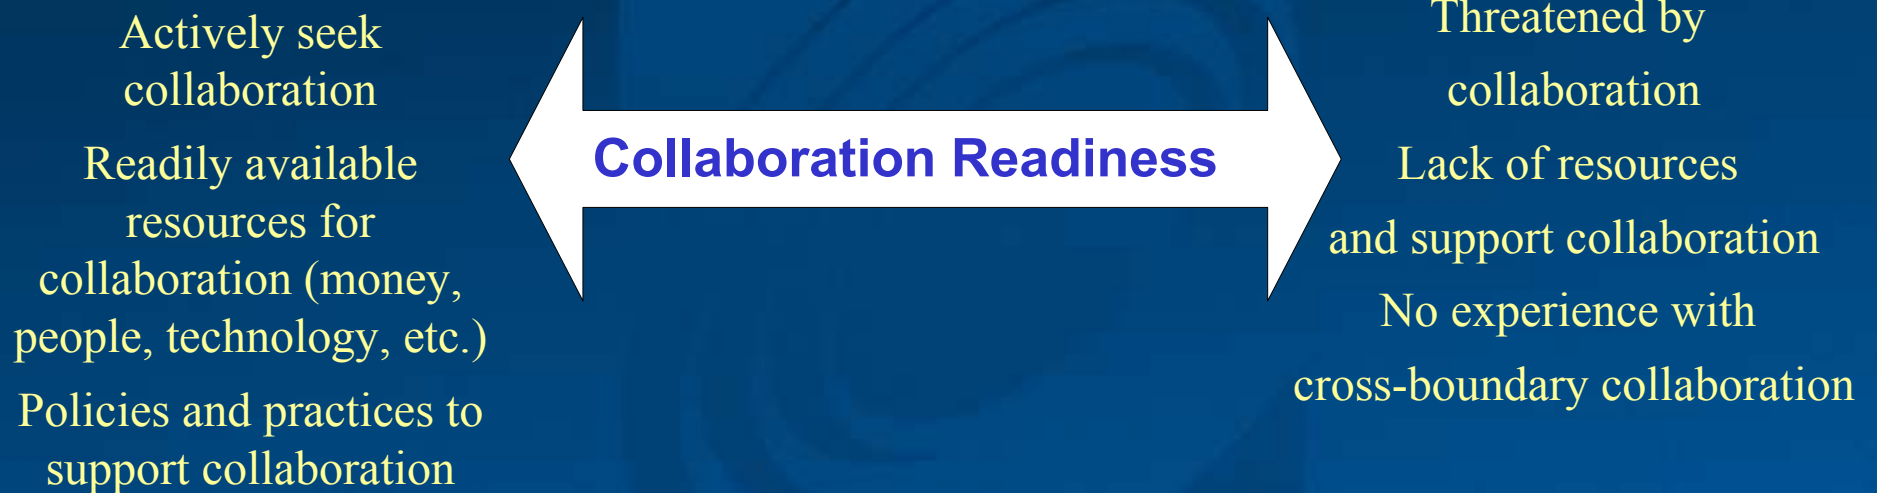 Actively seek
collaboration
Readily available
resources for
collaboration (money,
people, technology, etc.)
Policies and practices to
support collaboration
Collaboration Readiness
Threatened by
collaboration
Lack of resources
and support collaboration
No experience with
cross-boundary collaboration